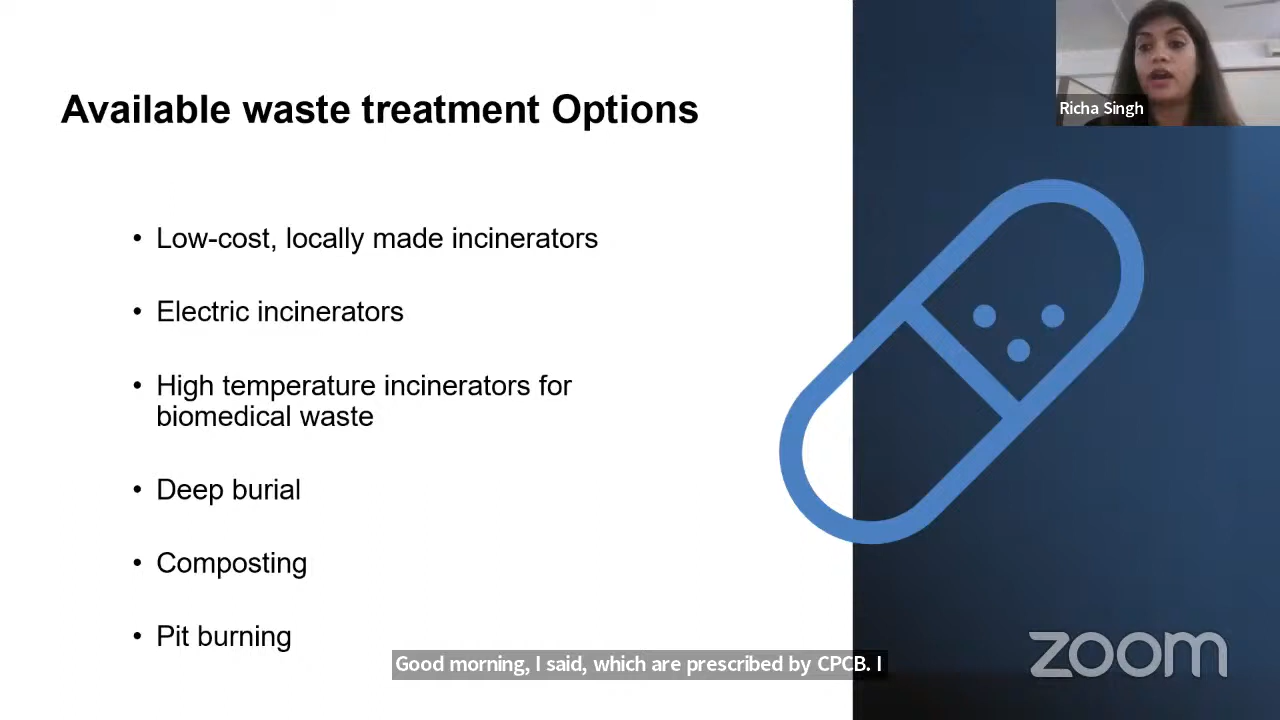 Available waste treatment Options
Richa Singh
• Low-cost, locally made incinerators
• Electric incinerators
• High temperature incinerators for
biomedical waste
• Deep burial
• Composting
• Pit burning
Good morning, I said, which are prescribed by CPCB. I
zoom